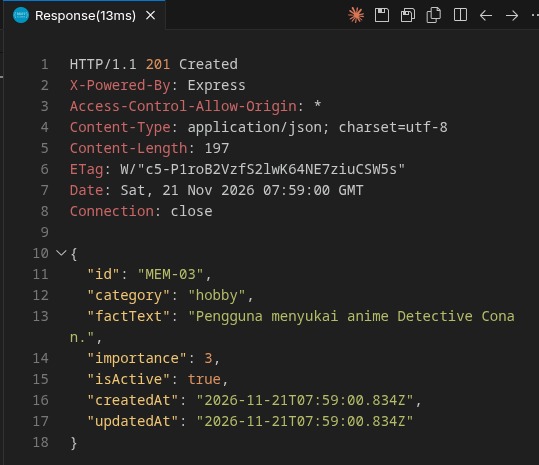 Response(13ms)
1 HTTP/1.1 201 Created
2 X-Powered-By: Express
3 Access-Control-Allow-Origin: *
4 Content-Type: application/json; charset=utf-8
5 Content-Length: 197
6 ETag: W/"c5-P1roB2VzfS2lwK64NE7ziuCSW5s"
7 Date: Sat, 21 Nov 2026 07:59:00 GMT
8 Connection: close
9
10 {
11 "id": "MEM-03",
12 "category": "hobby",
13 "factText": "Pengguna menyukai anime Detective Cona
n.",
14 "importance": 3,
15 "isActive": true,
16 "createdAt": "2026-11-21T07:59:00.834Z",
17 "updatedAt": "2026-11-21T07:59:00.834Z"
18 }